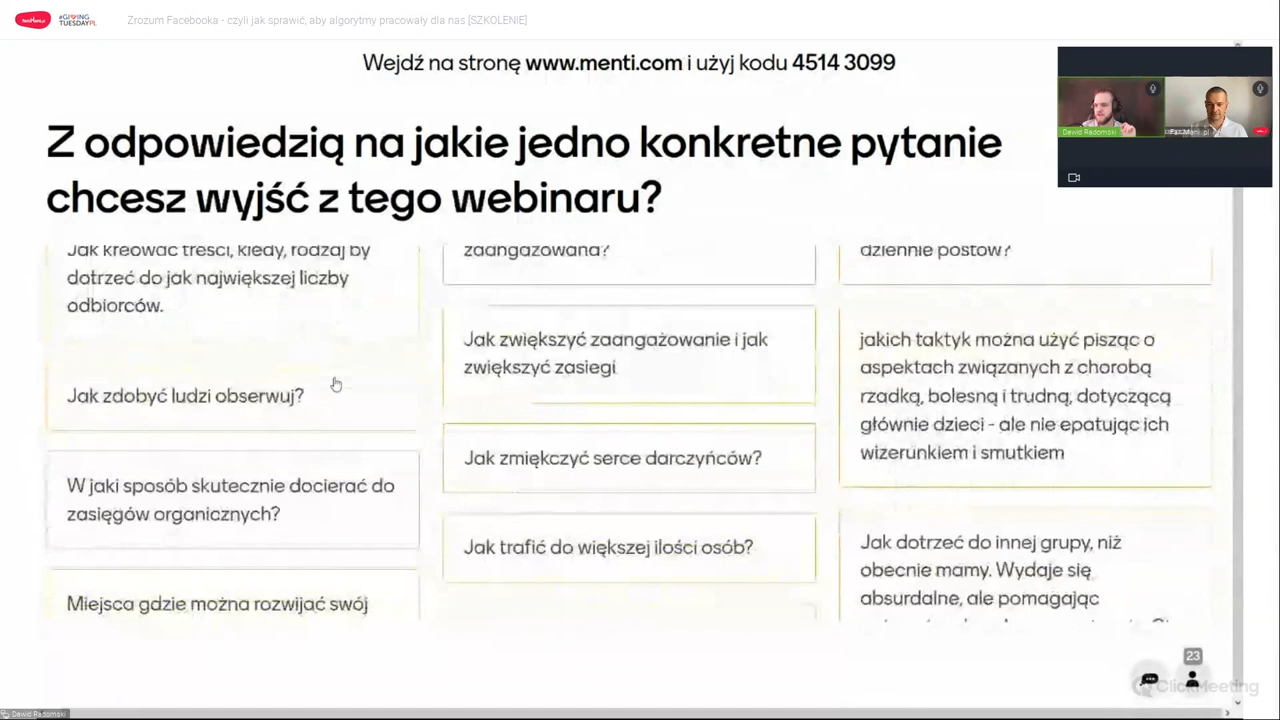 #GIVING
TUESDAYPL
Zrozum Facebooka - czyli jak sprawić, aby algorytmy pracowały dla nas [SZKOLENIE]
Wejdź na stronę www.menti.com i użyj kodu 4514 3099
Z odpowiedzią na jakie jedno konkretne pytanie
chcesz wyjść z tego webinaru?
Jak kreować treści, kiedy, rodzaj by
dotrzeć do jak największej liczby
odbiorców.
Jak zdobyć ludzi obserwuj?
W jaki sposób skutecznie docierać do
zasięgów organicznych?
Miejsca gdzie można rozwijać swój
zaangażowana?
Jak zwiększyć zaangażowanie i jak
zwiększyć zasiegi
Jak zmiękczyć serce darczyńców?
Jak trafić do większej ilości osób?
dziennie postów?
jakich taktyk można użyć pisząc o
aspektach związanych z chorobą
rzadką, bolesną i trudną, dotyczącą
głównie dzieci - ale nie epatując ich
wizerunkiem i smutkiem
Jak dotrzeć do innej grupy, niż
obecnie mamy. Wydaje się
absurdalne, ale pomagając
Dawid Radomski
23
ClickMeeting
Dawid Radomski